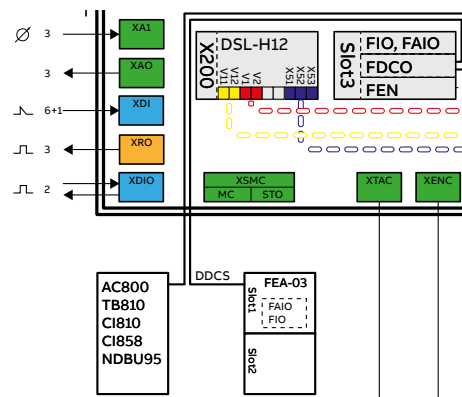 3 XA1
3 XAO
6+1 XDI
3 XRO
2 XDIO
X200
DSL-H12
V11 V12 V1 V2 X51 X52 X53
Slot3
FIO, FAIO
FDCO
FEN
XSMC
MC STO
XTAC
XENC
DDCS
AC800
TB810
CI810
CI858
NDBU95
FEA-03
Slot1
FAIO
FIO
Slot2